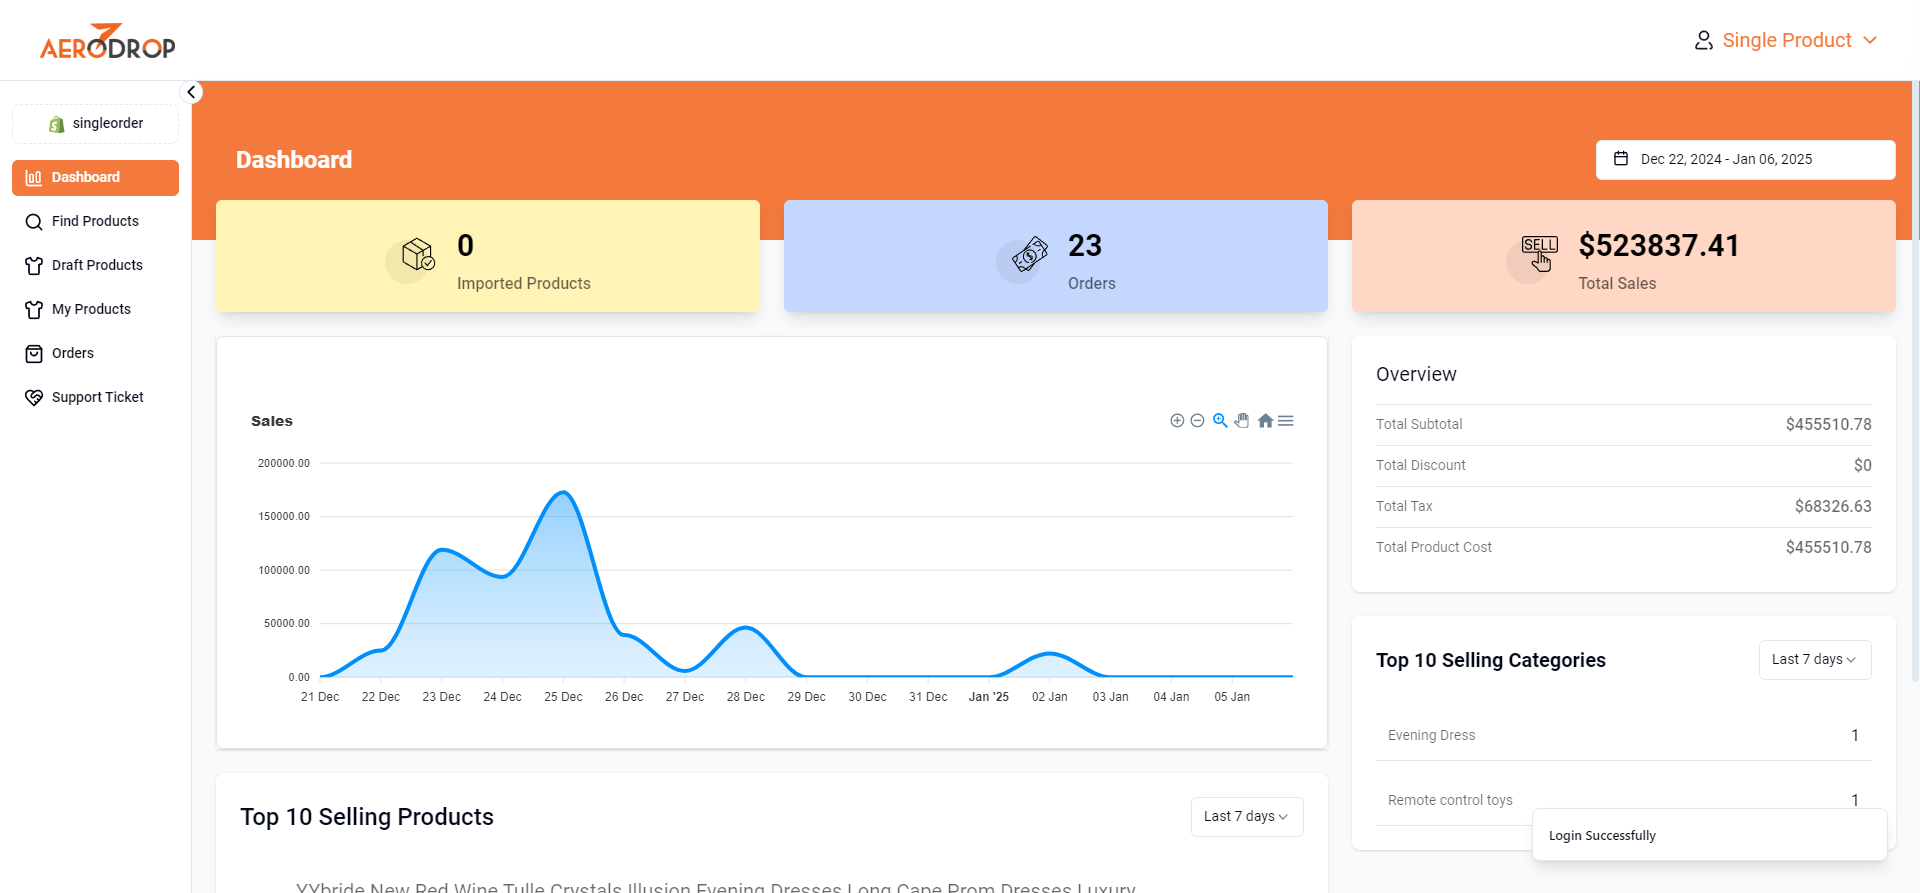 AERODROP
Single Product
singleorder
Dashboard
Find Products
Draft Products
My Products
Orders
Support Ticket
Dashboard
Dec 22, 2024 - Jan 06, 2025
0
Imported Products
23
Orders
SELL
$523837.41
Total Sales
Sales
200000.00
150000.00
100000.00
50000.00
0.00
21 Dec 22 Dec 23 Dec 24 Dec 25 Dec 26 Dec 27 Dec 28 Dec 29 Dec 30 Dec 31 Dec Jan '25 02 Jan 03 Jan 04 Jan 05 Jan
Overview
Total Subtotal $455510.78
Total Discount $0
Total Tax $68326.63
Total Product Cost $455510.78
Top 10 Selling Categories
Last 7 days
Evening Dress 1
Remote control toys 1
Top 10 Selling Products
Last 7 days
YYbride New Red Wine Tulle Crystals Illusion Evening Dresses Long Cape Prom Dresses Luxury
Login Successfully